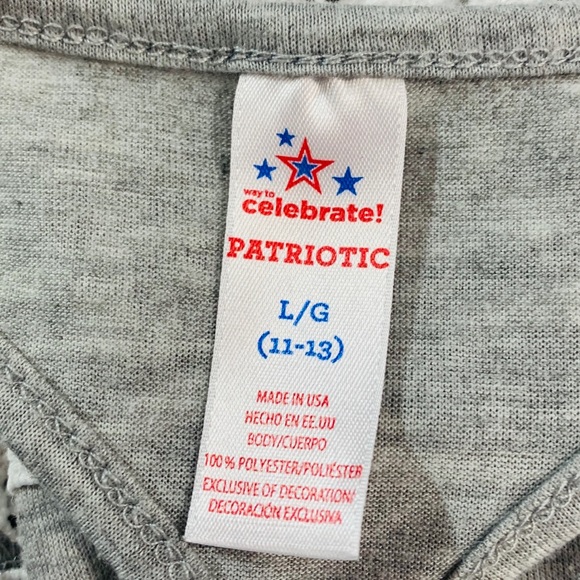 way to
celebrate!
PATRIOTIC
L/G
(11-13)
MADE IN USA
HECHO EN EE.UU
BODY/CUERPO
100% POLYESTER/POLIÉSTER
EXCLUSIVE OF DECORATION/
DECORACIÓN EXCLUSIVA